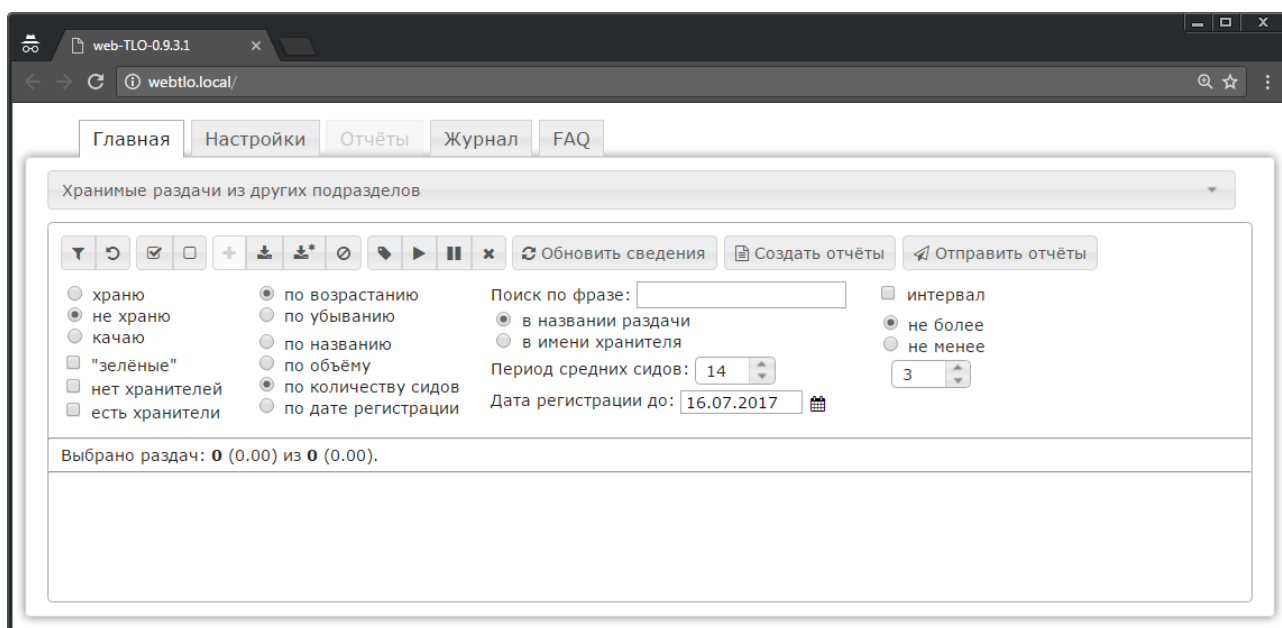 web-TLO-0.9.3.1
webtlo.local/
Главная Настройки Отчёты Журнал FAQ
Хранимые раздачи из других подразделов
Обновить сведения Создать отчёты Отправить отчёты
храню по возрастанию Поиск по фразе: интервал
не храню по убыванию в названии раздачи не более
качаю по названию в имени хранителя не менее
"зелёные" по объёму Период средних сидов: 14 3
нет хранителей по количеству сидов
есть хранители по дате регистрации Дата регистрации до: 16.07.2017
Выбрано раздач: 0 (0.00) из 0 (0.00).